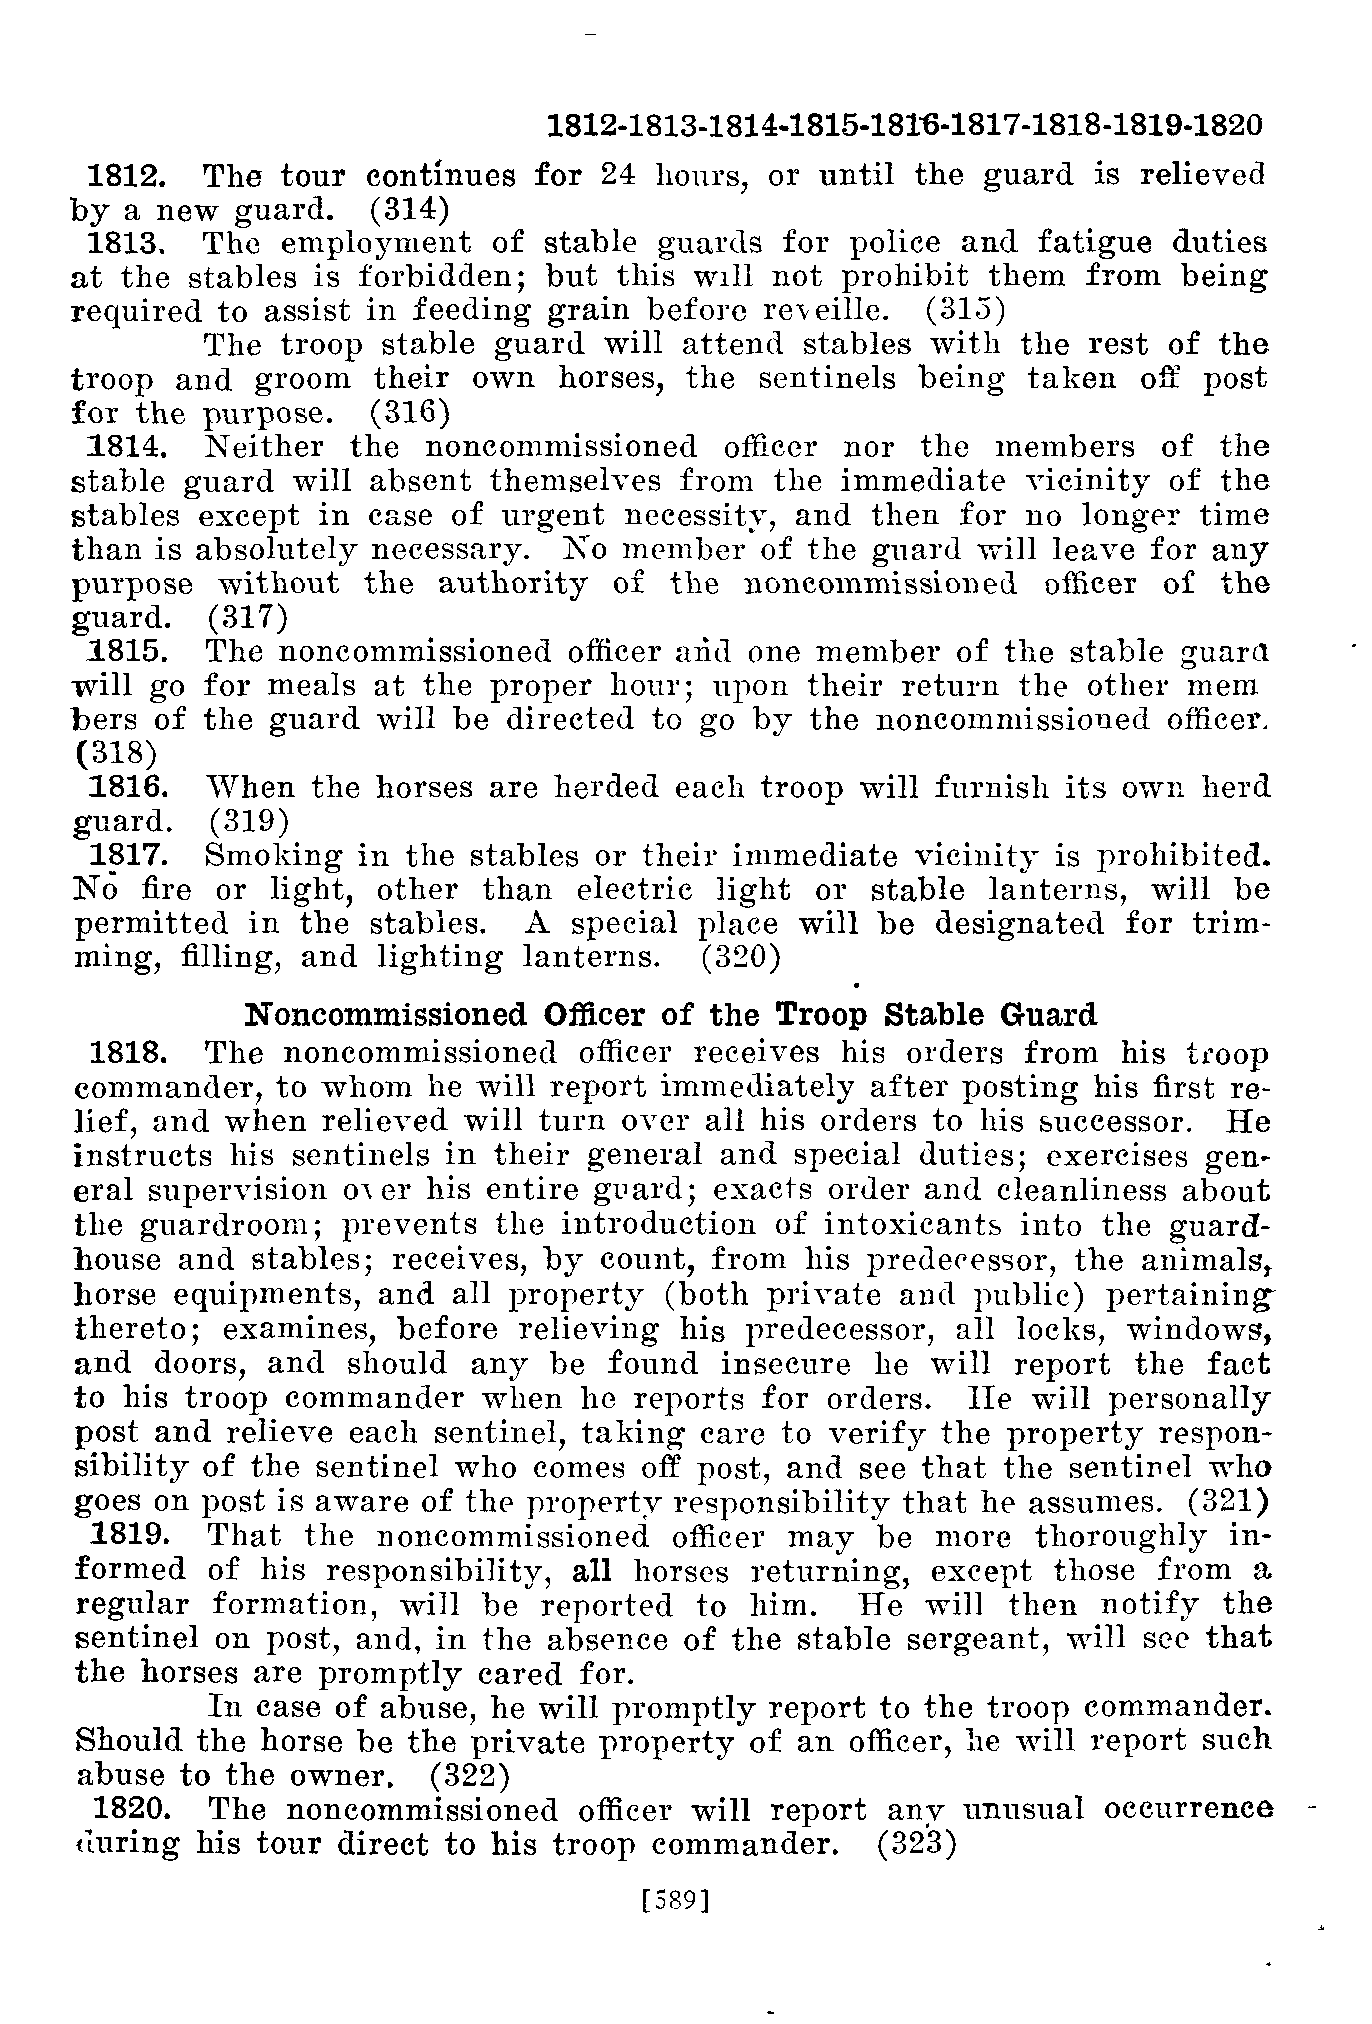 1812-1813-1814-1815-1816-1817-1818-1819-1820
1812. The tour continues for 24 hours, or until the guard is relieved
by a new guard. (314)
1813. The employment of stable guards for police and fatigue duties
at the stables is forbidden; but this will not prohibit them from being
required to assist in feeding grain before reveille. (315)
The troop stable guard will attend stables with the rest of the
troop and groom their own horses, the sentinels being taken off post
for the purpose. (316)
1814. Neither the noncommissioned officer nor the members of the
stable guard will absent themselves from the immediate vicinity of the
stables except in case of urgent necessity, and then for no longer time
than is absolutely necessary. No member of the guard will leave for any
purpose without the authority of the noncommissioned officer of the
guard. (317)
1815. The noncommissioned officer and one member of the stable guard
will go for meals at the proper hour; upon their return the other mem
bers of the guard will be directed to go by the noncommissioned officer.
(318)
1816. When the horses are herded each troop will furnish its own herd
guard. (319)
1817. Smoking in the stables or their immediate vicinity is prohibited.
No fire or light, other than electric light or stable lanterns, will be
permitted in the stables. A special place will be designated for trim-
ming, filling, and lighting lanterns. (320)
Noncommissioned Officer of the Troop Stable Guard
1818. The noncommissioned officer receives his orders from his troop
commander, to whom he will report immediately after posting his first re-
lief, and when relieved will turn over all his orders to his successor. He
instructs his sentinels in their general and special duties; exercises gen-
eral supervision over his entire guard; exacts order and cleanliness about
the guardroom; prevents the introduction of intoxicants into the guard-
house and stables; receives, by count, from his predecessor, the animals,
horse equipments, and all property (both private and public) pertaining
thereto; examines, before relieving his predecessor, all locks, windows,
and doors, and should any be found insecure he will report the fact
to his troop commander when he reports for orders. He will personally
post and relieve each sentinel, taking care to verify the property respon-
sibility of the sentinel who comes off post, and see that the sentinel who
goes on post is aware of the property responsibility that he assumes. (321)
1819. That the noncommissioned officer may be more thoroughly in-
formed of his responsibility, all horses returning, except those from a
regular formation, will be reported to him. He will then notify the
sentinel on post, and, in the absence of the stable sergeant, will see that
the horses are promptly cared for.
In case of abuse, he will promptly report to the troop commander.
Should the horse be the private property of an officer, he will report such
abuse to the owner. (322)
1820. The noncommissioned officer will report any unusual occurrence
during his tour direct to his troop commander. (323)
[589]